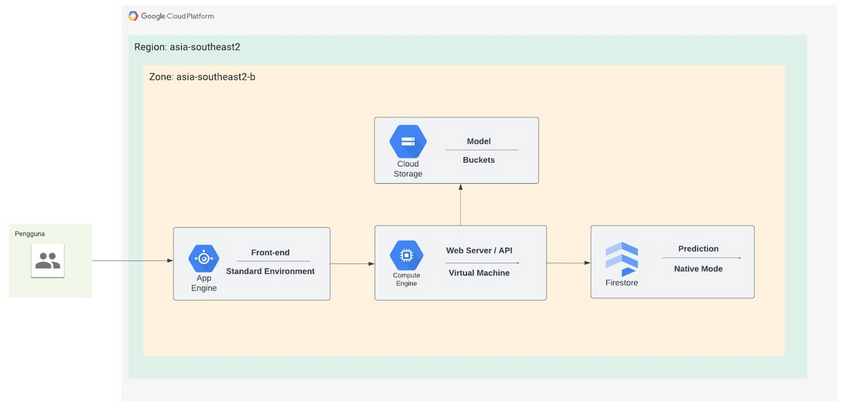 Google Cloud Platform
Region: asia-southeast2
Zone: asia-southeast2-b
Cloud
Storage
Model
Buckets
Pengguna
App
Engine
Front-end
Standard Environment
Compute
Engine
Web Server / API
Virtual Machine
Firestore
Prediction
Native Mode